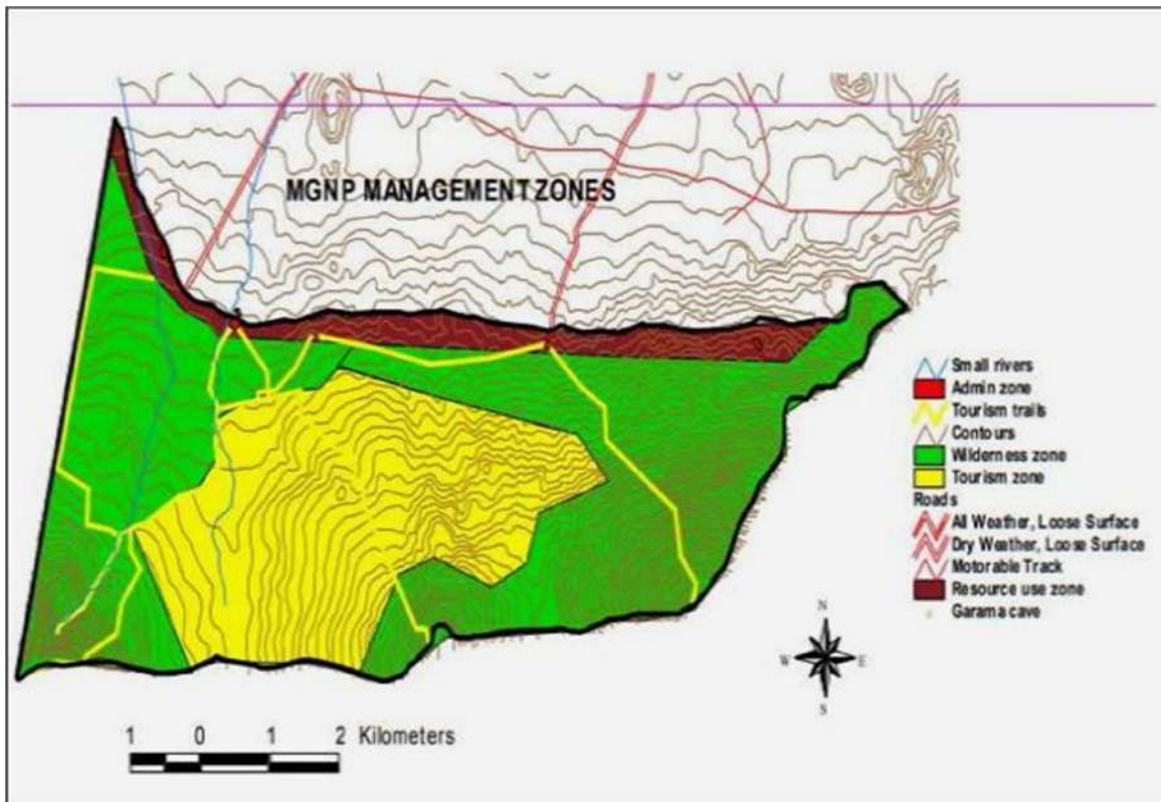 MGNP MANAGEMENT ZONES
Small rivers
Admin zone
Tourism trails
Contours
Wilderness zone
Tourism zone
Roads
All Weather, Loose Surface
Dry Weather, Loose Surface
Motorable Track
Resource use zone
Garama cave
N
W E
S
1 0 1 2 Kilometers